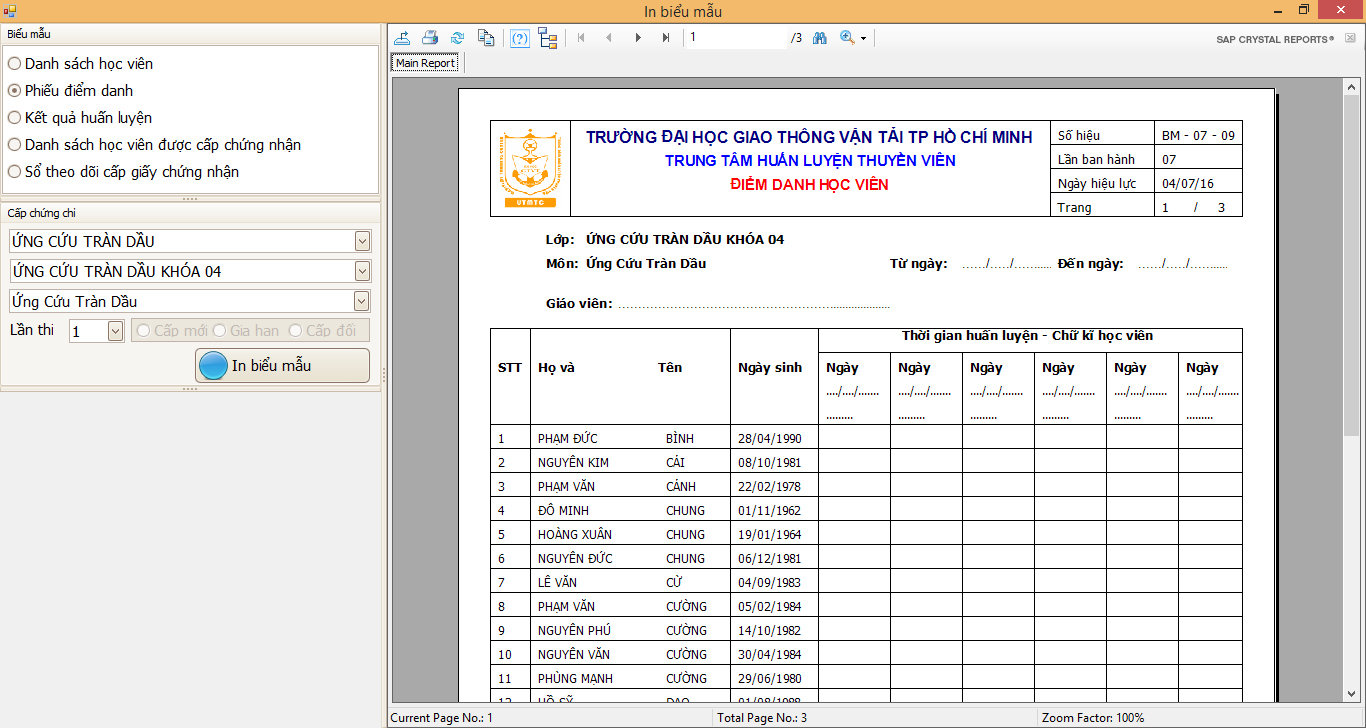 In biểu mẫu
Biểu mẫu
Danh sách học viên
Phiếu điểm danh
Kết quả huấn luyện
Danh sách học viên được cấp chứng nhận
Sổ theo dõi cấp giấy chứng nhận
Cấp chứng chỉ
ỨNG CỨU TRÀN DẦU
ỨNG CỨU TRÀN DẦU KHÓA 04
Ứng Cứu Tràn Dầu
Lần thi 1 Cấp mới Gia hạn Cấp đổi
In biểu mẫu
1 /3
SAP CRYSTAL REPORTS®
Main Report
UTMTC
TRƯỜNG ĐẠI HỌC GIAO THÔNG VẬN TẢI TP HỒ CHÍ MINH
TRUNG TÂM HUẤN LUYỆN THUYỀN VIÊN
ĐIỂM DANH HỌC VIÊN
Số hiệu BM - 07 - 09
Lần ban hành 07
Ngày hiệu lực 04/07/16
Trang 1 / 3
Lớp: ỨNG CỨU TRÀN DẦU KHÓA 04
Môn: Ứng Cứu Tràn Dầu Từ ngày: ....../...../........... Đến ngày: ....../...../...........
Giáo viên: ......................................................................
Thời gian huấn luyện - Chữ kí học viên
STT Họ và Tên Ngày sinh Ngày Ngày Ngày Ngày Ngày Ngày
..../..../....... ..../..../....... ..../..../....... ..../..../....... ..../..../....... ..../..../.......
......... ......... ......... ......... ......... .........
1 PHẠM ĐỨC BÌNH 28/04/1990
2 NGUYỄN KIM CẢI 08/10/1981
3 PHẠM VĂN CẢNH 22/02/1978
4 ĐỖ MINH CHUNG 01/11/1962
5 HOÀNG XUÂN CHUNG 19/01/1964
6 NGUYỄN ĐỨC CHUNG 06/12/1981
7 LÊ VĂN CỪ 04/09/1983
8 PHẠM VĂN CƯỜNG 05/02/1984
9 NGUYỄN PHÚ CƯỜNG 14/10/1982
10 NGUYỄN VĂN CƯỜNG 30/04/1984
11 PHÙNG MẠNH CƯỜNG 29/06/1980
12 HỒ SỸ
Current Page No.: 1 Total Page No.: 3 Zoom Factor: 100%